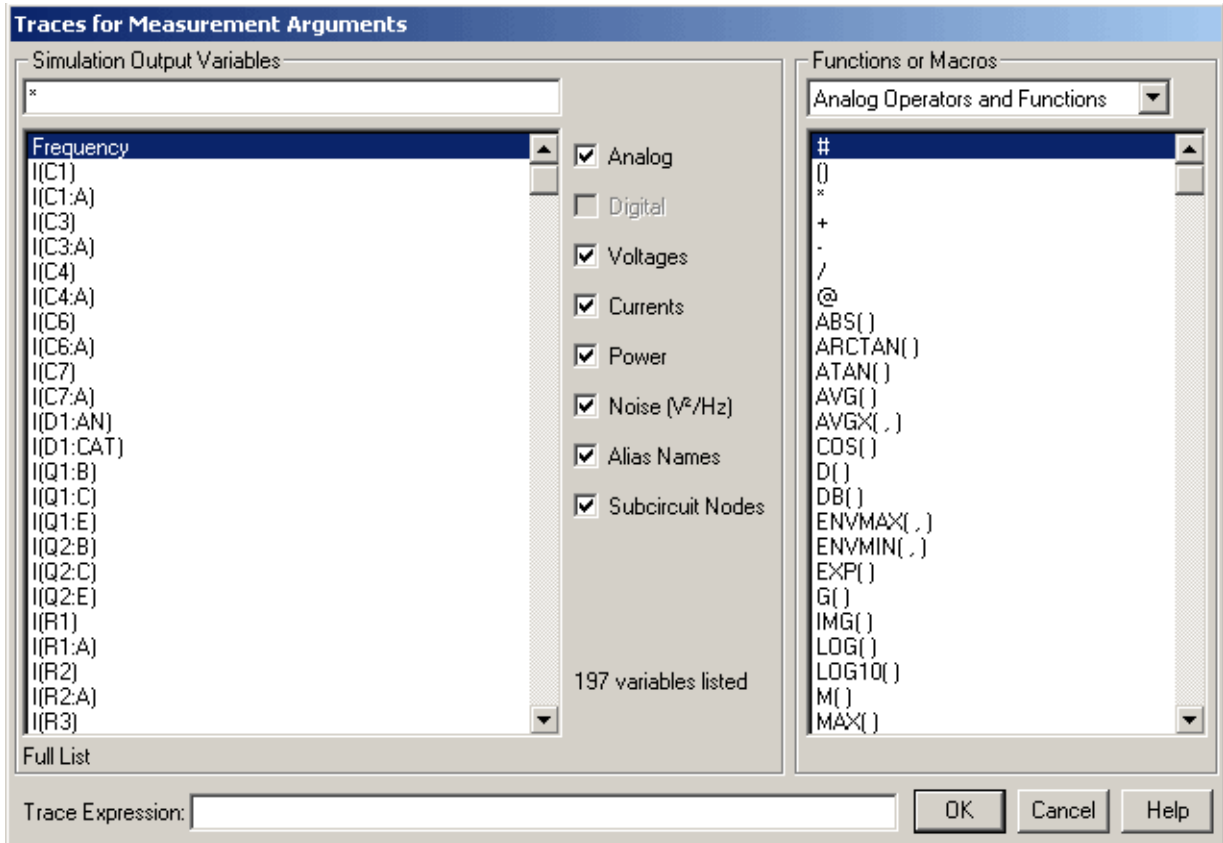 Traces for Measurement Arguments
Simulation Output Variables
*
Frequency
I(C1)
I(C1:A)
I(C3)
I(C3:A)
I(C4)
I(C4:A)
I(C6)
I(C6:A)
I(C7)
I(C7:A)
I(D1:AN)
I(D1:CAT)
I(Q1:B)
I(Q1:C)
I(Q1:E)
I(Q2:B)
I(Q2:C)
I(Q2:E)
I(R1)
I(R1:A)
I(R2)
I(R2:A)
I(R3)
Full List
Analog
Digital
Voltages
Currents
Power
Noise (V²/Hz)
Alias Names
Subcircuit Nodes
197 variables listed
Functions or Macros
Analog Operators and Functions
#
()
*
+
-
/
@
ABS( )
ARCTAN( )
ATAN( )
AVG( )
AVGX( , )
COS( )
D( )
DB( )
ENVMAX( , )
ENVMIN( , )
EXP( )
G( )
IMG( )
LOG( )
LOG10( )
M( )
MAX( )
Trace Expression:
OK
Cancel
Help